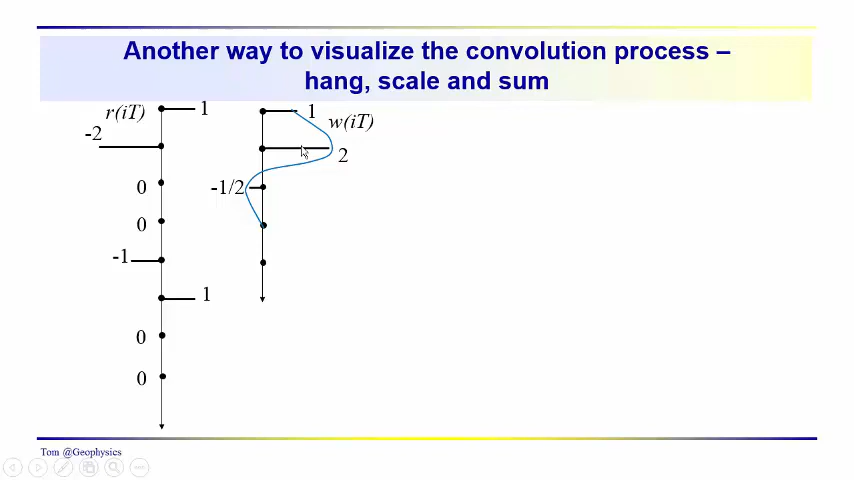 Another way to visualize the convolution process –
hang, scale and sum
r(iT)
1
-2
0
0
-1
1
0
0
1
w(iT)
2
-1/2
Tom @Geophysics